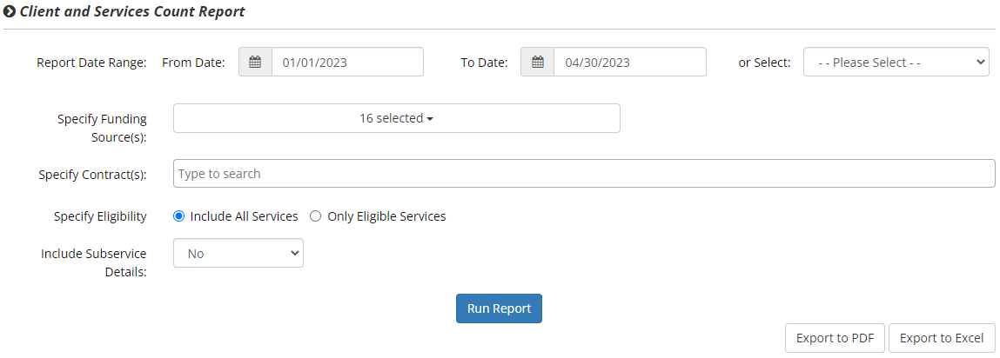 Client and Services Count Report
Report Date Range: From Date: 01/01/2023 To Date: 04/30/2023 or Select: - - Please Select - -
Specify Funding Source(s): 16 selected
Specify Contract(s): Type to search
Specify Eligibility Include All Services Only Eligible Services
Include Subservice Details: No
Run Report
Export to PDF Export to Excel